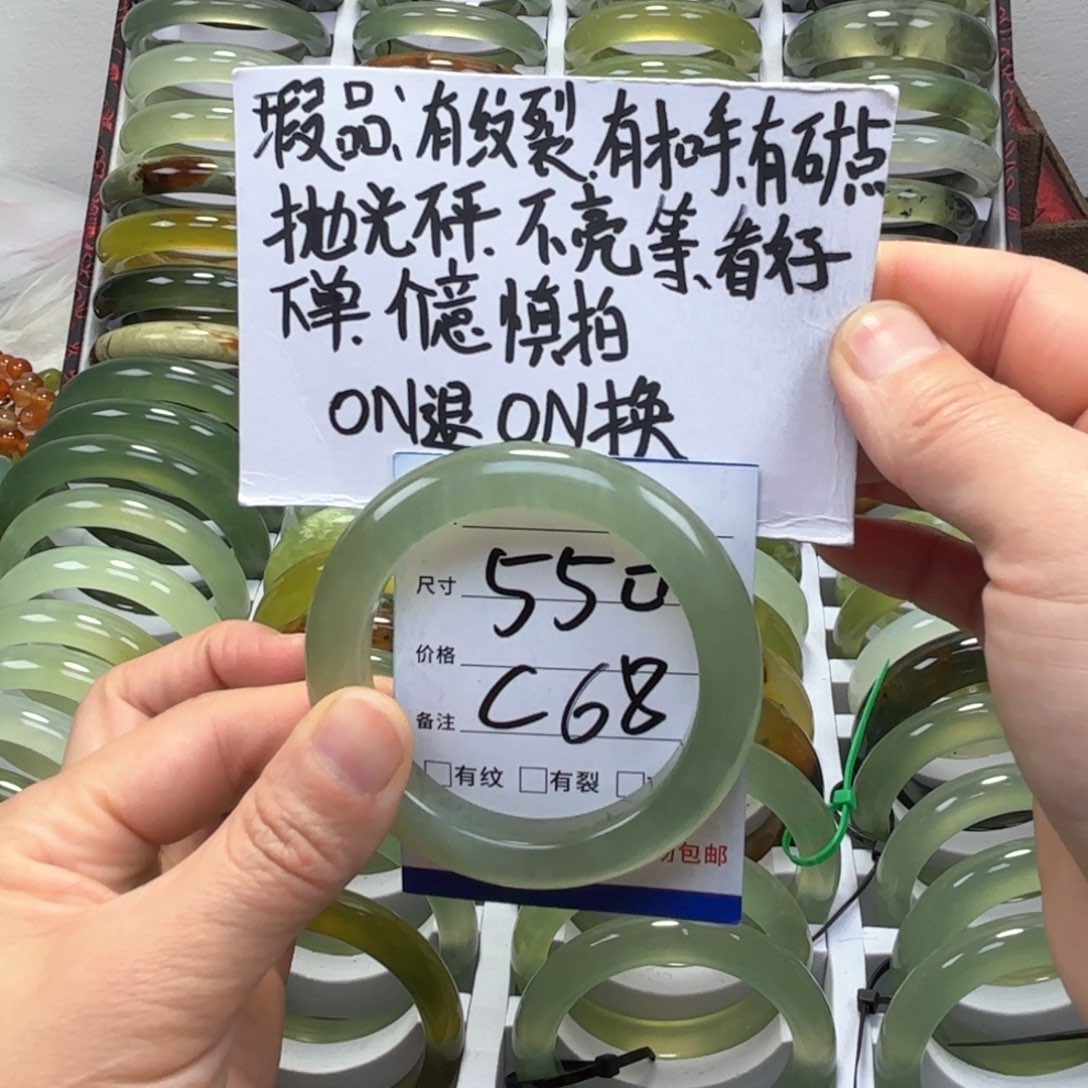 瑕品、有纹裂.有扣手、有矿点
抛光砰、不亮等、看好
下单.介意慎拍
ON退 ON换
尺寸 550
价格
备注 C68
□有纹 □有裂 □
包邮